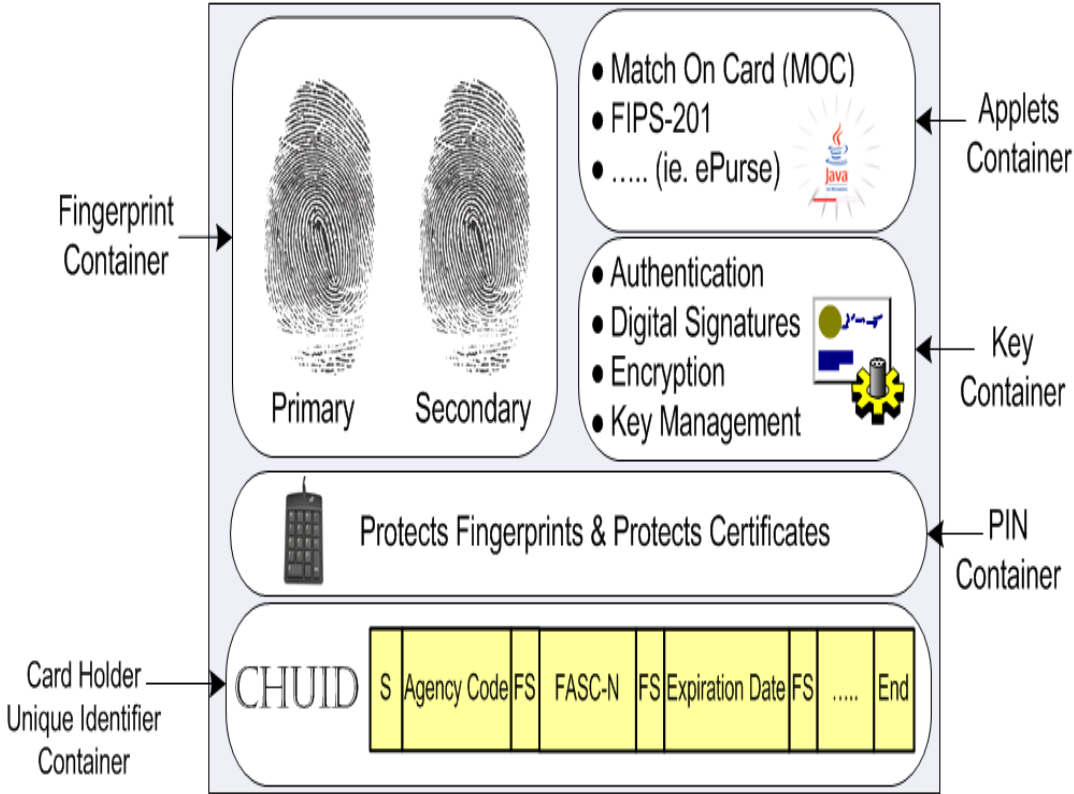 Fingerprint
Container
Primary
Secondary
● Match On Card (MOC)
● FIPS-201
● ..... (ie. ePurse)
Java
Applets
Container
● Authentication
● Digital Signatures
● Encryption
● Key Management
Key
Container
Protects Fingerprints & Protects Certificates
PIN
Container
Card Holder
Unique Identifier
Container
CHUID
S Agency Code FS FASC-N FS Expiration Date FS ..... End